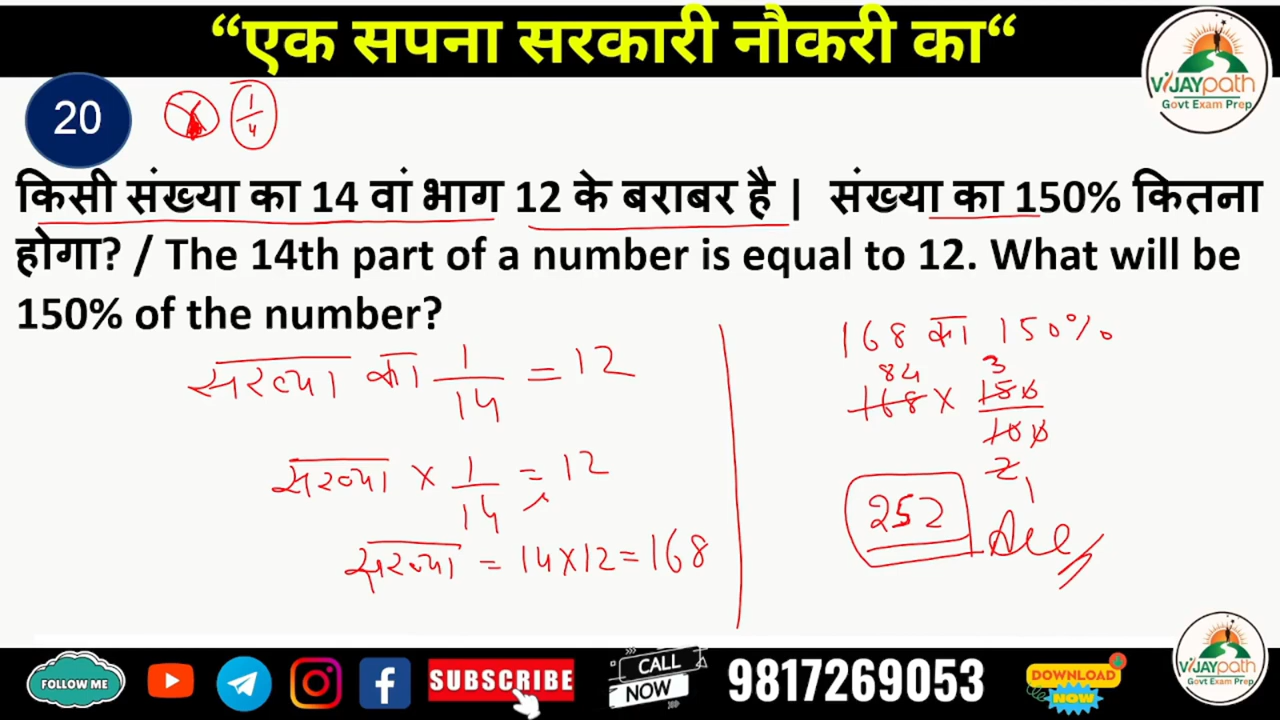 “एक सपना सरकारी नौकरी का“
VIJAYpath
Govt Exam Prep
20
1/4
किसी संख्या का 14 वां भाग 12 के बराबर है | संख्या का 150% कितना
होगा? / The 14th part of a number is equal to 12. What will be
150% of the number?
संख्या का 1/14 = 12
संख्या × 1/14 = 12
संख्या = 14×12=168
168 का 150%
84 3
168 × 150/100
2 1
252 Ans
FOLLOW ME
SUBSCRIBE
CALL
NOW
9817269053
DOWNLOAD
NOW
VIJAYpath
Govt Exam Prep